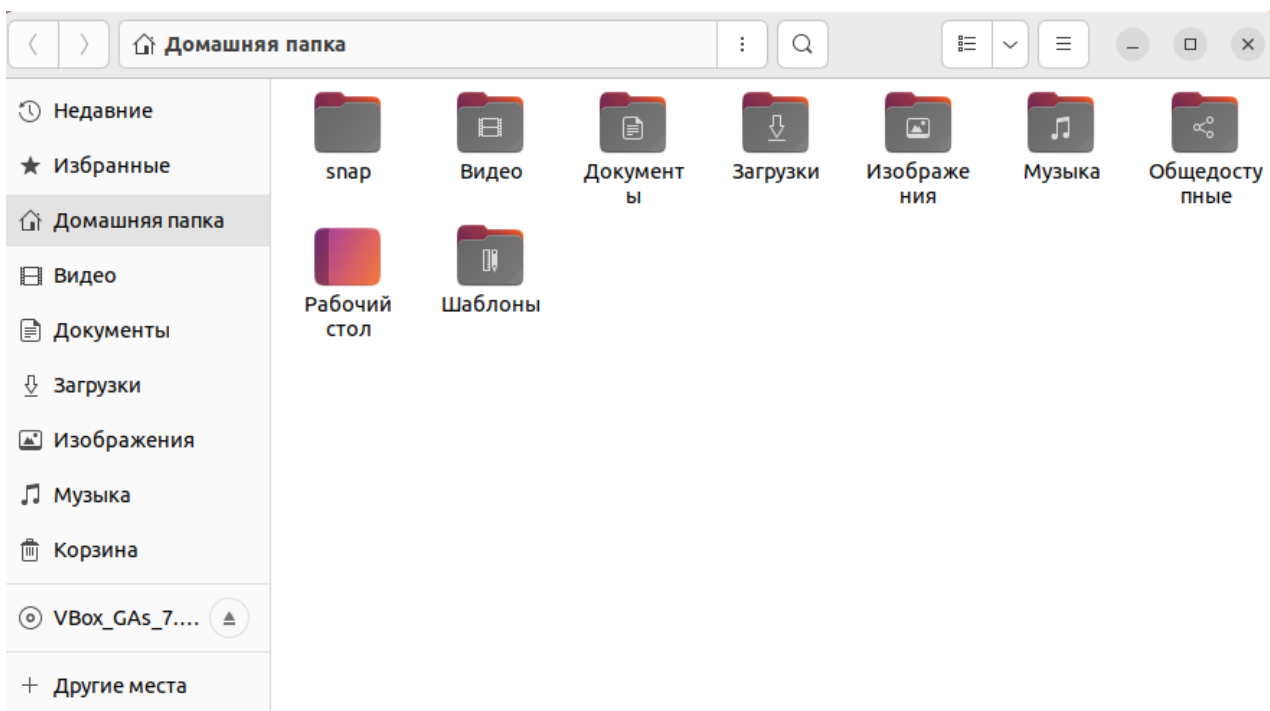 Домашняя папка
Недавние
Избранные
Домашняя папка
Видео
Документы
Загрузки
Изображения
Музыка
Корзина
VBox_GAs_7....
Другие места
snap
Видео
Документ
ы
Загрузки
Изображе
ния
Музыка
Общедосту
пные
Рабочий
стол
Шаблоны